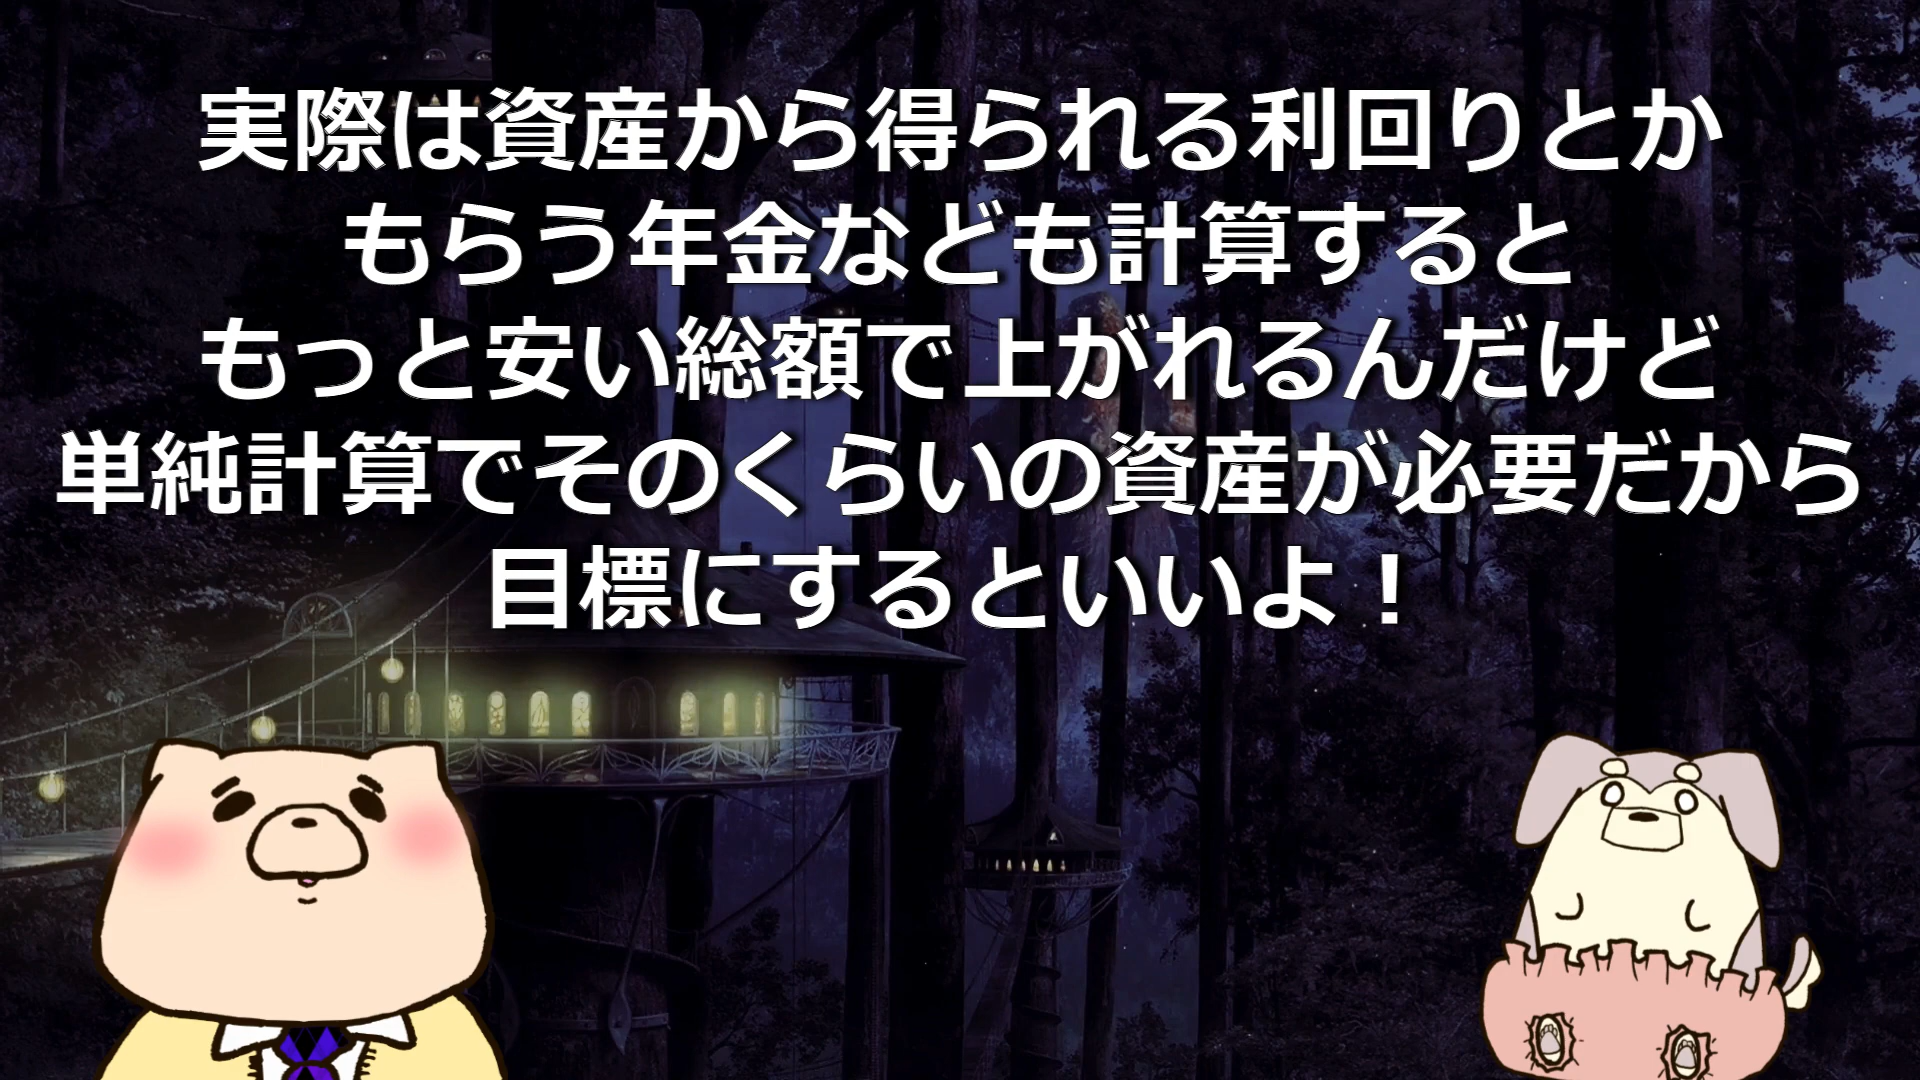 実際は資産から得られる利回りとか
もらう年金なども計算すると
もっと安い総額で上がれるんだけど
単純計算でそのくらいの資産が必要だから
目標にするといいよ！